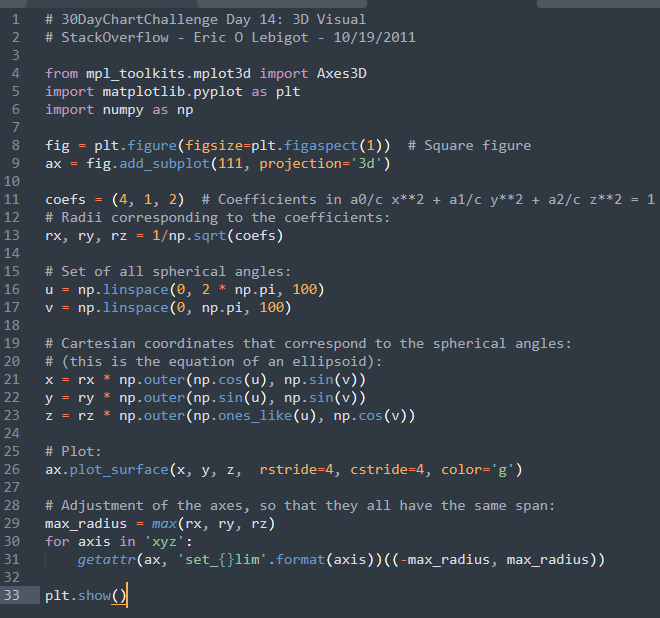 1 # 30DayChartChallenge Day 14: 3D Visual
2 # StackOverflow - Eric O Lebigot - 10/19/2011
3
4 from mpl_toolkits.mplot3d import Axes3D
5 import matplotlib.pyplot as plt
6 import numpy as np
7
8 fig = plt.figure(figsize=plt.figaspect(1))  # Square figure
9 ax = fig.add_subplot(111, projection='3d')
10
11 coefs = (4, 1, 2)  # Coefficients in a0/c x**2 + a1/c y**2 + a2/c z**2 = 1
12 # Radii corresponding to the coefficients:
13 rx, ry, rz = 1/np.sqrt(coefs)
14
15 # Set of all spherical angles:
16 u = np.linspace(0, 2 * np.pi, 100)
17 v = np.linspace(0, np.pi, 100)
18
19 # Cartesian coordinates that correspond to the spherical angles:
20 # (this is the equation of an ellipsoid):
21 x = rx * np.outer(np.cos(u), np.sin(v))
22 y = ry * np.outer(np.sin(u), np.sin(v))
23 z = rz * np.outer(np.ones_like(u), np.cos(v))
24
25 # Plot:
26 ax.plot_surface(x, y, z,  rstride=4, cstride=4, color='g')
27
28 # Adjustment of the axes, so that they all have the same span:
29 max_radius = max(rx, ry, rz)
30 for axis in 'xyz':
31     getattr(ax, 'set_{}lim'.format(axis))((-max_radius, max_radius))
32
33 plt.show()